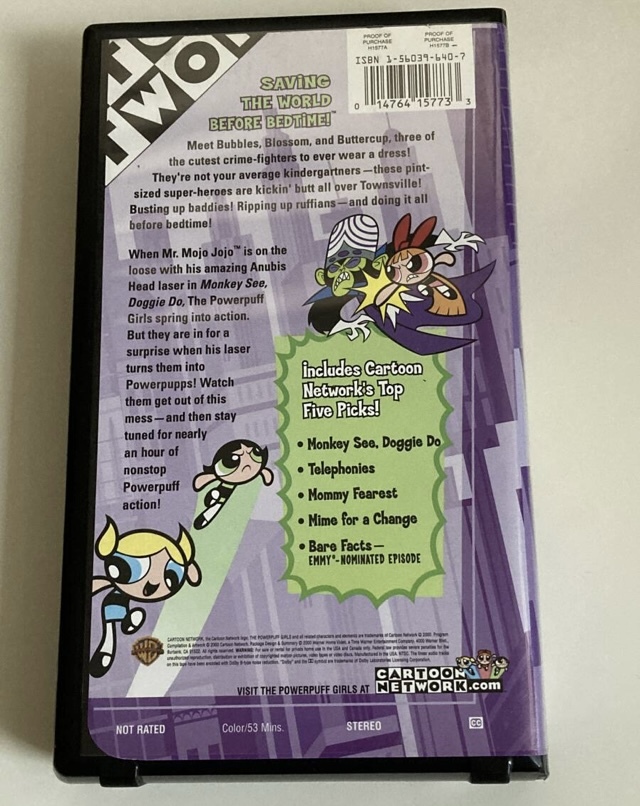 TWO
TWO
PROOF OF
PURCHASE
H1577A
PROOF OF
PURCHASE
H1577B
ISBN 1-56039-640-7
0 14764 15773 3
SAViNG
THE WORLD
BEFORE BEDTiME!™
Meet Bubbles, Blossom, and Buttercup, three of
the cutest crime-fighters to ever wear a dress!
They're not your average kindergartners—these pint-
sized super-heroes are kickin' butt all over Townsville!
Busting up baddies! Ripping up ruffians—and doing it all
before bedtime!
When Mr. Mojo Jojo™ is on the
loose with his amazing Anubis
Head laser in Monkey See,
Doggie Do, The Powerpuff
Girls spring into action.
But they are in for a
surprise when his laser
turns them into
Powerpupps! Watch
them get out of this
mess—and then stay
tuned for nearly
an hour of
nonstop
Powerpuff
action!
includes Cartoon
Network's Top
Five Picks!
• Monkey See, Doggie Do
• Telephonies
• Mommy Fearest
• Mime for a Change
• Bare Facts—
EMMY®-NOMINATED EPISODE
WB
VISIT THE POWERPUFF GIRLS AT
CARTOON
NETWORK.com
NOT RATED
Color/53 Mins.
STEREO
CC